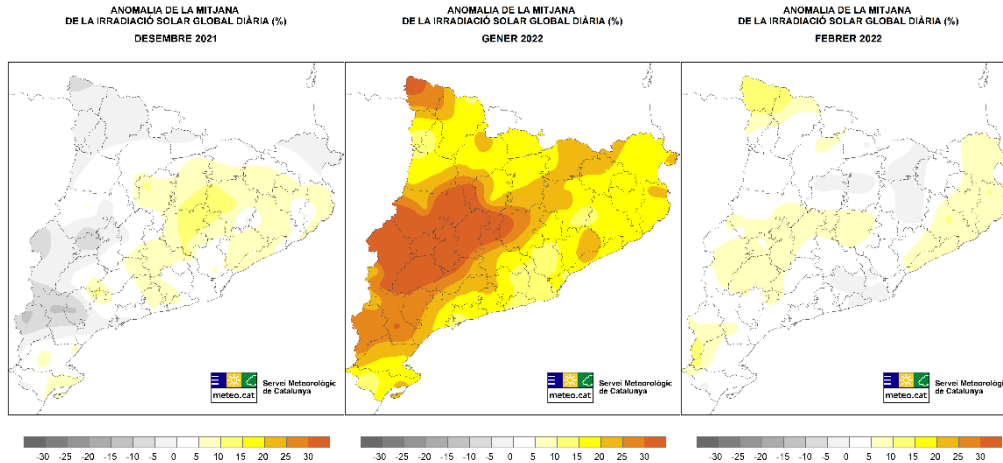 ANOMALIA DE LA MITJANA
DE LA IRRADIACIÓ SOLAR GLOBAL DIÀRIA (%)
DESEMBRE 2021
meteo.cat
Servei Meteorològic
de Catalunya
-30 -25 -20 -15 -10 -5 0 5 10 15 20 25 30
ANOMALIA DE LA MITJANA
DE LA IRRADIACIÓ SOLAR GLOBAL DIÀRIA (%)
GENER 2022
meteo.cat
Servei Meteorològic
de Catalunya
-30 -25 -20 -15 -10 -5 0 5 10 15 20 25 30
ANOMALIA DE LA MITJANA
DE LA IRRADIACIÓ SOLAR GLOBAL DIÀRIA (%)
FEBRER 2022
meteo.cat
Servei Meteorològic
de Catalunya
-30 -25 -20 -15 -10 -5 0 5 10 15 20 25 30